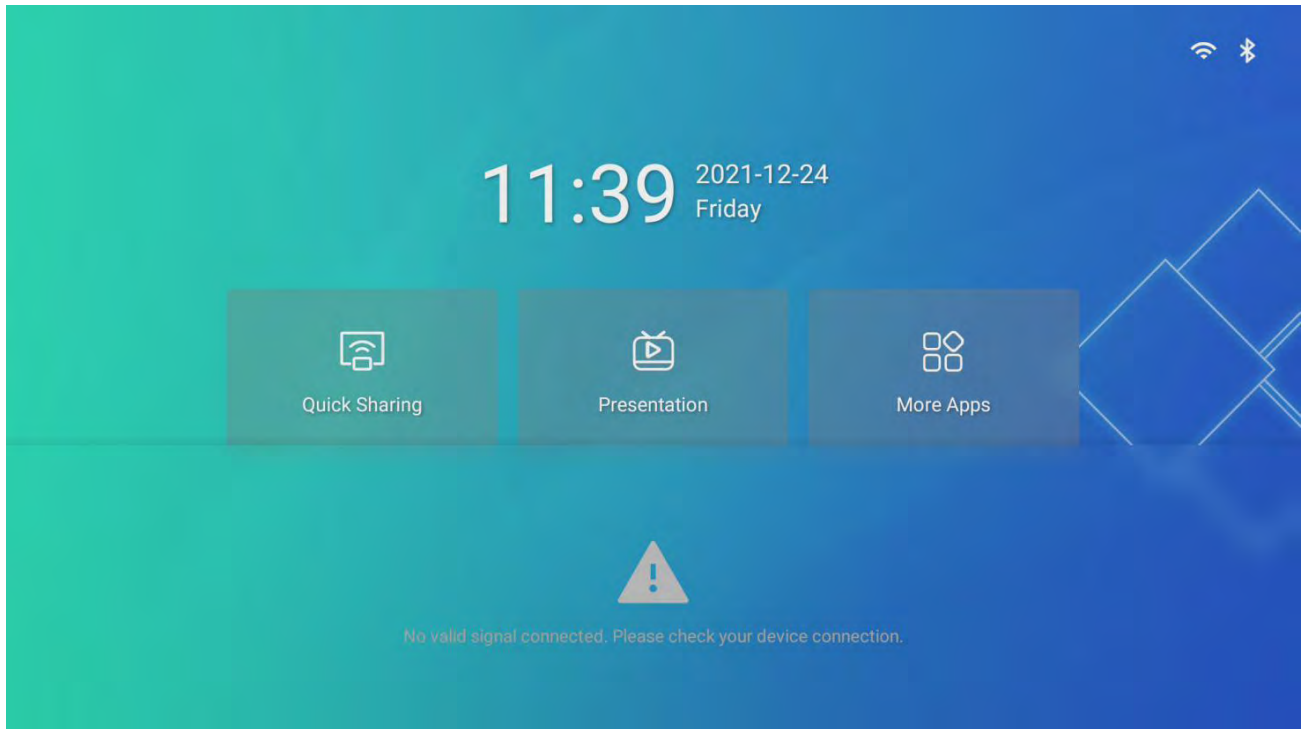 11:39
2021-12-24
Friday
Quick Sharing
Presentation
More Apps
No valid signal connected. Please check your device connection.